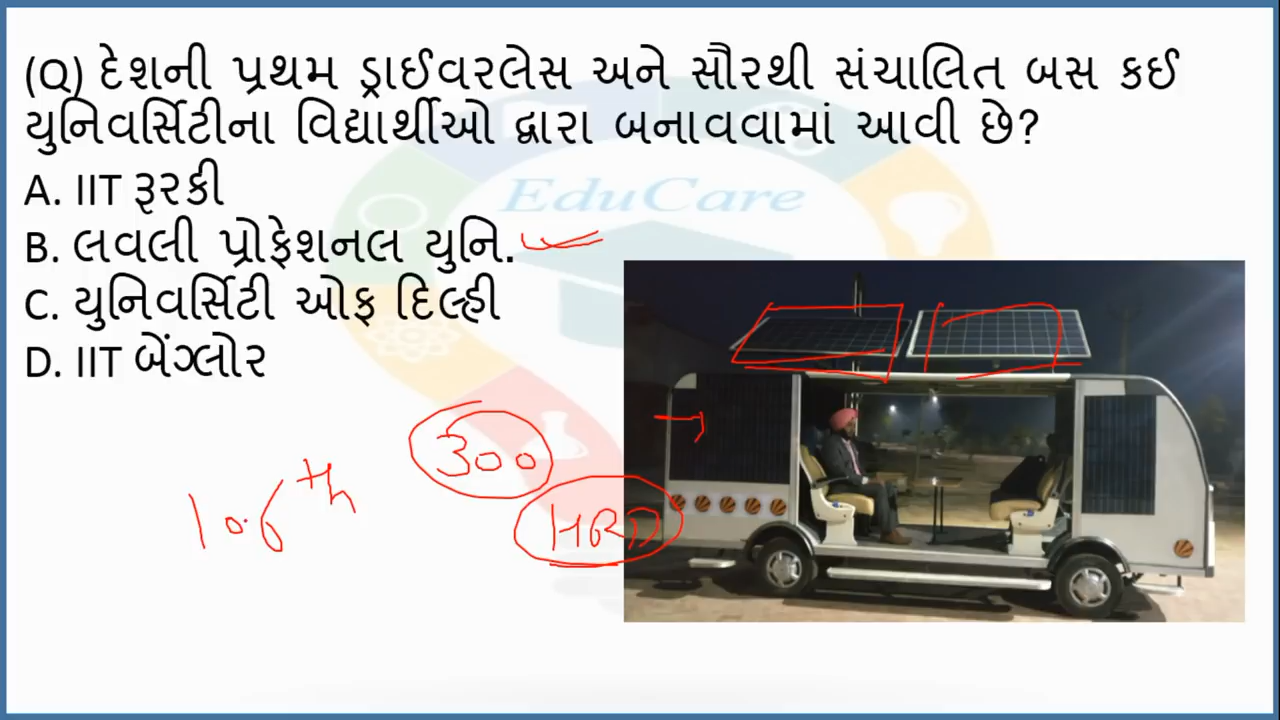 (Q) દેશની પ્રથમ ડ્રાઈવરલેસ અને સૌરથી સંચાલિત બસ કઈ
યુનિવર્સિટીના વિદ્યાર્થીઓ દ્વારા બનાવવામાં આવી છે?
A. IIT રૂરકી
EduCare
B. લવલી પ્રોફેશનલ યુનિ.
C. યુનિવર્સિટી ઓફ દિલ્હી
D. IIT બેંગ્લોર
300
106th
HRD